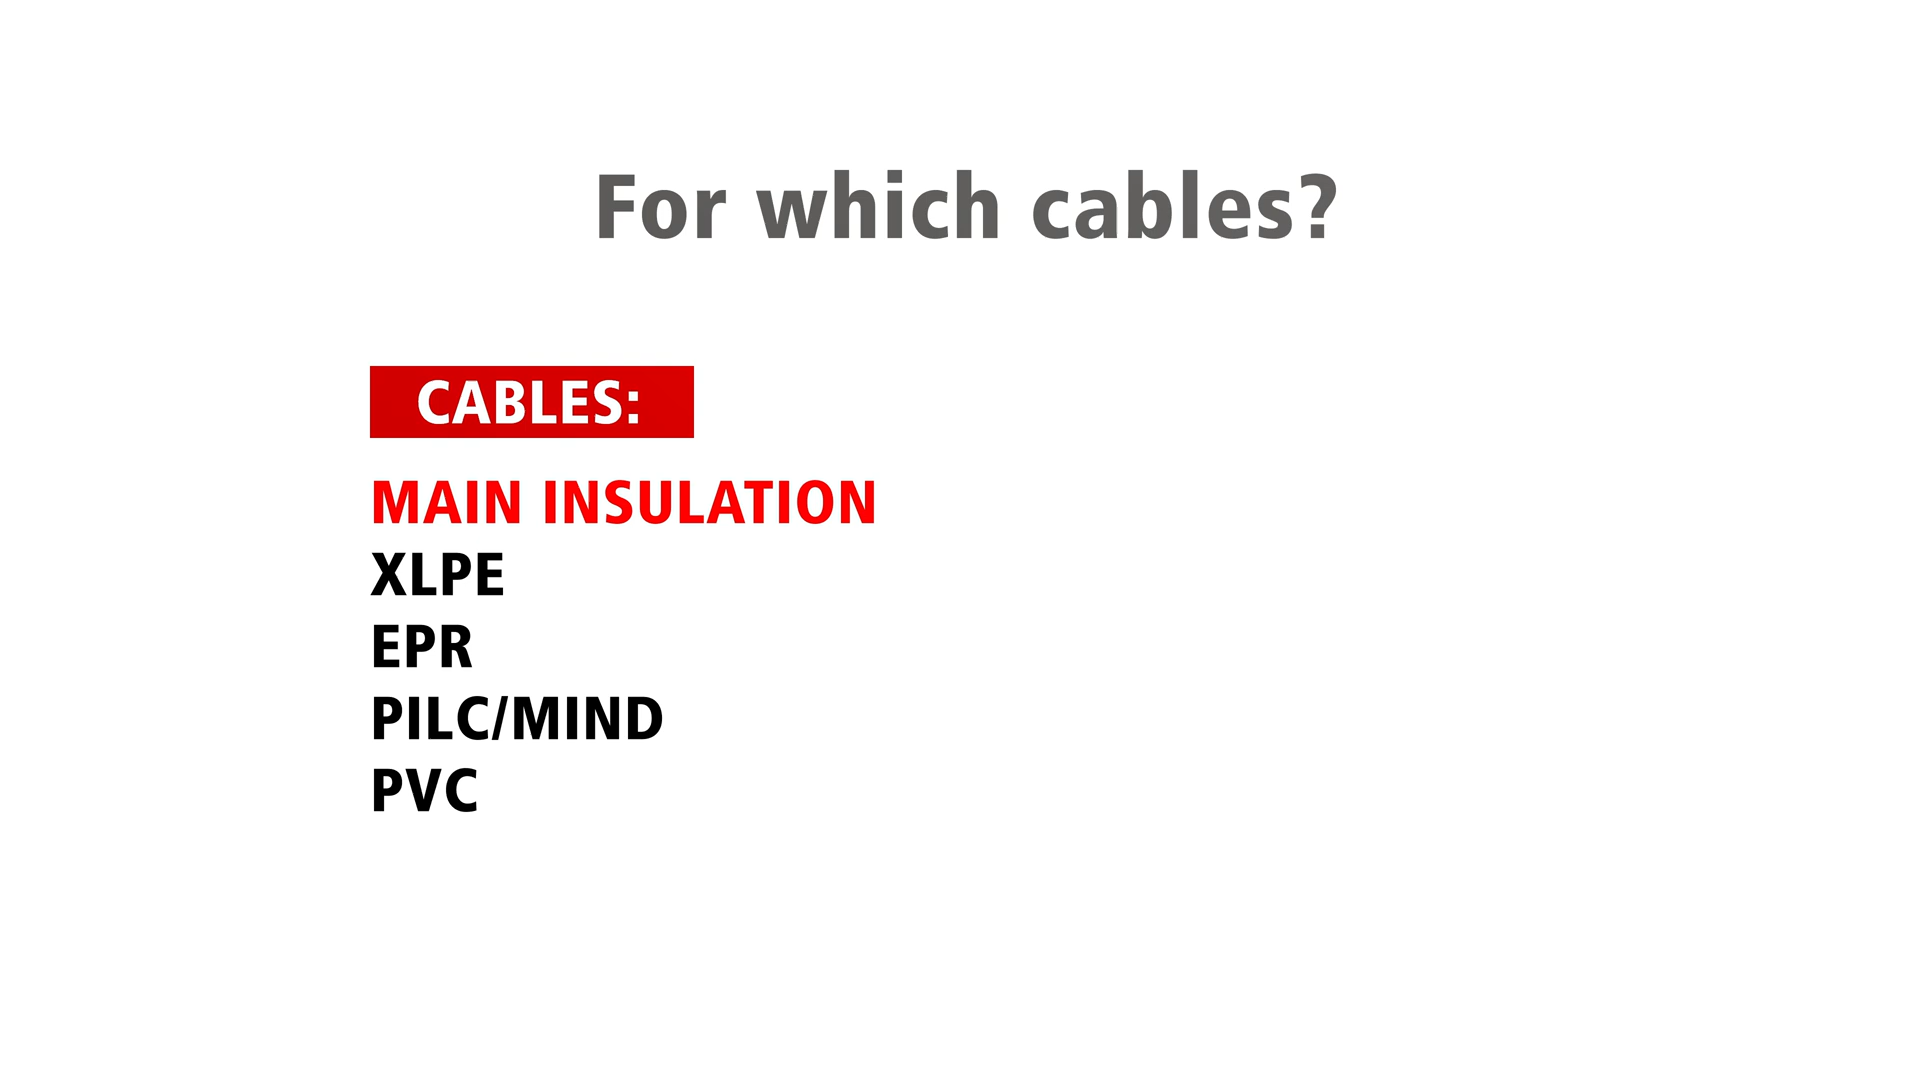 For which cables?
CABLES:
MAIN INSULATION
XLPE
EPR
PILC/MIND
PVC